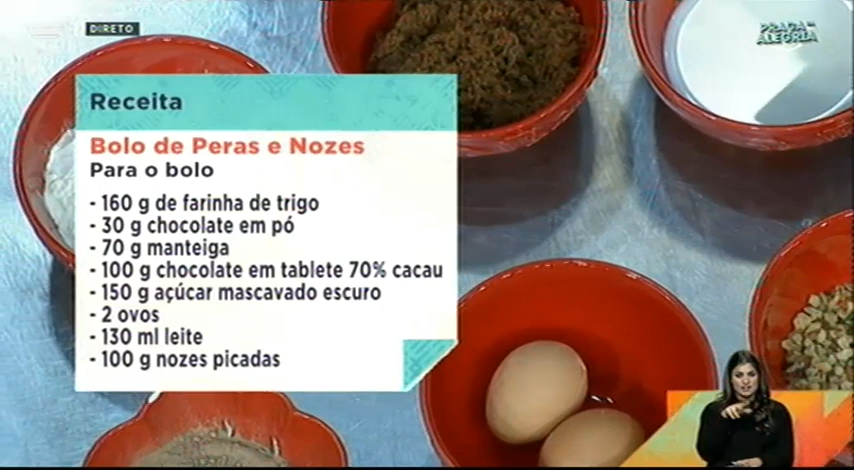 DIRETO
PRAÇA DA
ALEGRIA
Receita
Bolo de Peras e Nozes
Para o bolo
- 160 g de farinha de trigo
- 30 g chocolate em pó
- 70 g manteiga
- 100 g chocolate em tablete 70% cacau
- 150 g açúcar mascavado escuro
- 2 ovos
- 130 ml leite
- 100 g nozes picadas